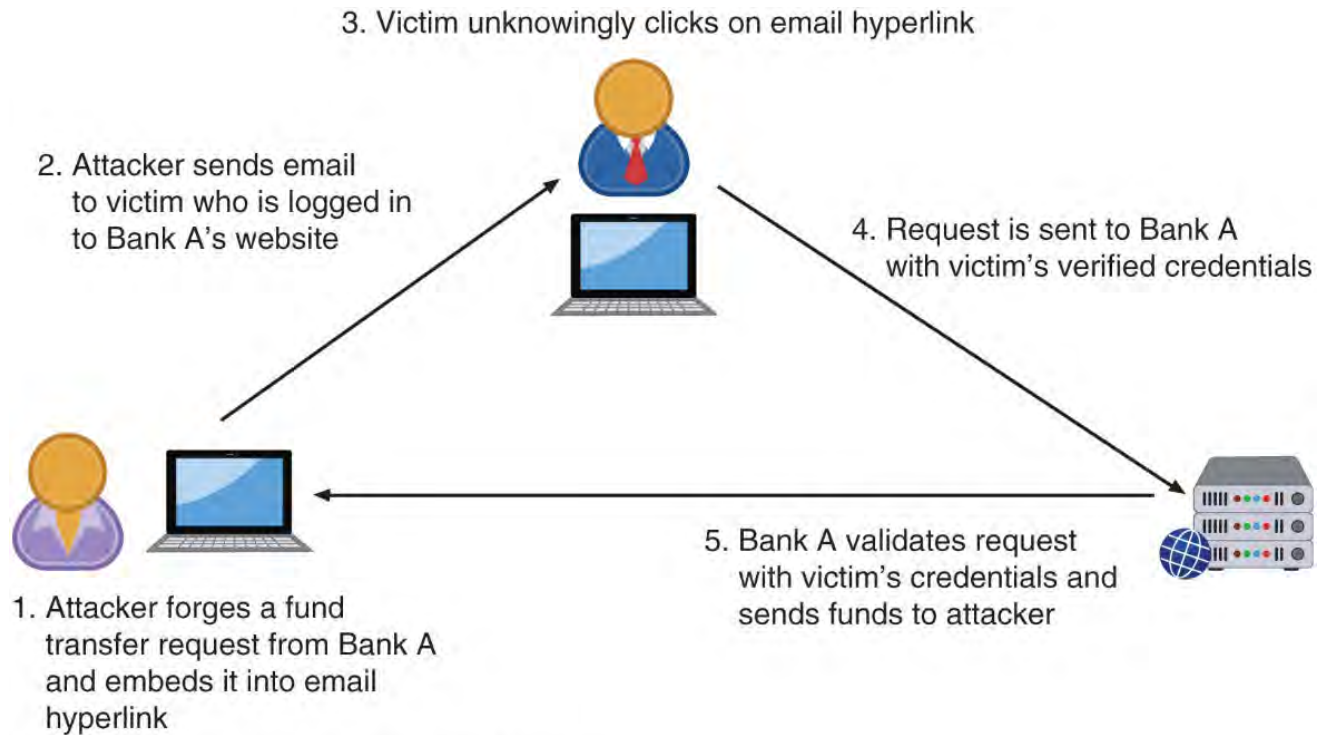 3. Victim unknowingly clicks on email hyperlink
2. Attacker sends email
to victim who is logged in
to Bank A's website
4. Request is sent to Bank A
with victim's verified credentials
5. Bank A validates request
with victim's credentials and
sends funds to attacker
1. Attacker forges a fund
transfer request from Bank A
and embeds it into email
hyperlink